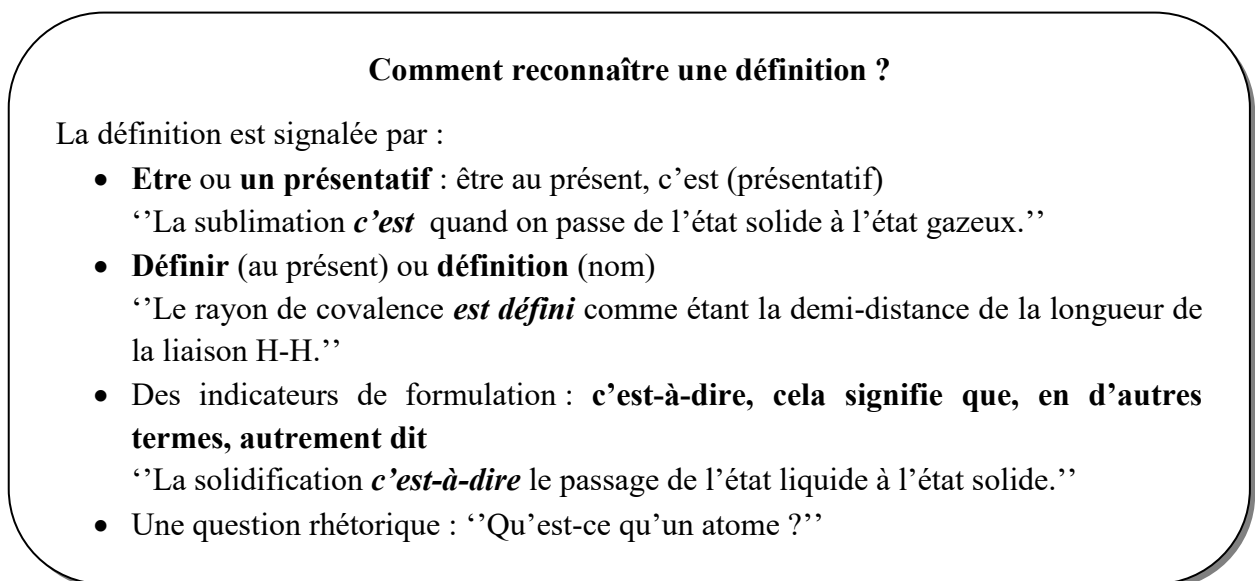 Comment reconnaître une définition ?
La définition est signalée par :
• Etre ou un présentatif : être au présent, c’est (présentatif)
‘’La sublimation c’est quand on passe de l’état solide à l’état gazeux.’’
• Définir (au présent) ou définition (nom)
‘’Le rayon de covalence est défini comme étant la demi-distance de la longueur de
la liaison H-H.’’
• Des indicateurs de formulation : c’est-à-dire, cela signifie que, en d’autres
termes, autrement dit
‘’La solidification c’est-à-dire le passage de l’état liquide à l’état solide.’’
• Une question rhétorique : ‘’Qu’est-ce qu’un atome ?’’